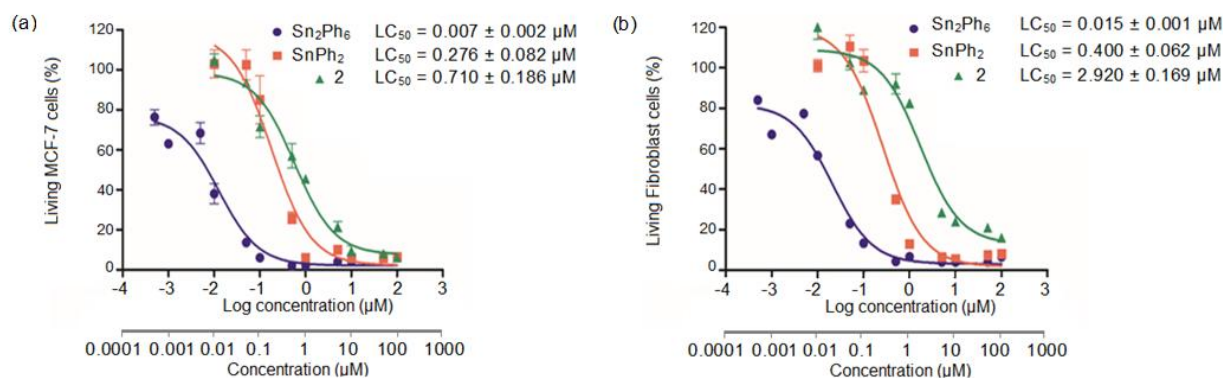 (a)
Sn₂Ph₆ LC₅₀ = 0.007 ± 0.002 µM
SnPh₂ LC₅₀ = 0.276 ± 0.082 µM
2 LC₅₀ = 0.710 ± 0.186 µM
Living MCF-7 cells (%)
120
100
80
60
40
20
0
-4 -3 -2 -1 0 1 2 3
Log concentration (µM)
0.0001 0.001 0.01 0.1 1 10 100 1000
Concentration (µM)
(b)
Sn₂Ph₆ LC₅₀ = 0.015 ± 0.001 µM
SnPh₂ LC₅₀ = 0.400 ± 0.062 µM
2 LC₅₀ = 2.920 ± 0.169 µM
Living Fibroblast cells (%)
120
100
80
60
40
20
0
-4 -3 -2 -1 0 1 2 3
Log concentration (µM)
0.0001 0.001 0.01 0.1 1 10 100 1000
Concentration (µM)